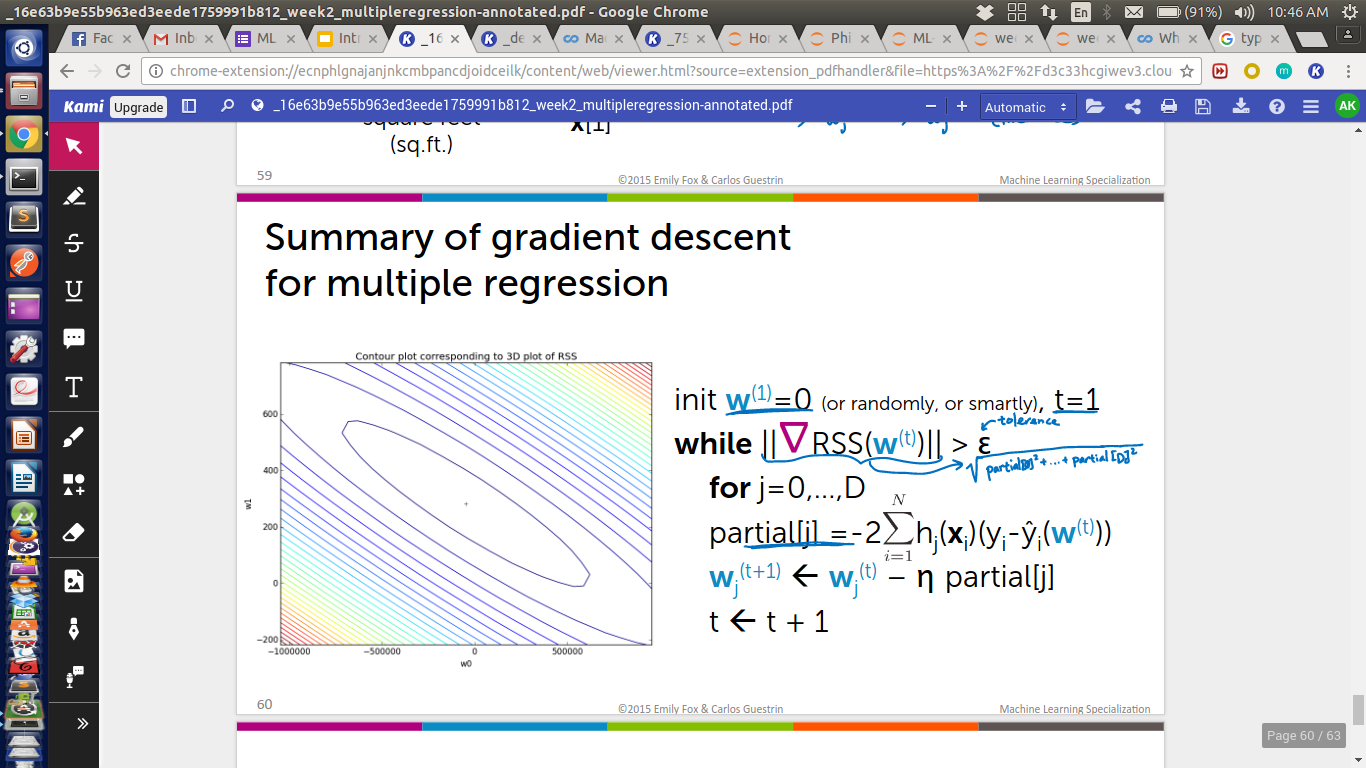 _16e63b9e55b963ed3eede1759991b812_week2_multipleregression-annotated.pdf - Google Chrome
En (91%) 10:46 AM
Fac Inb ML Intr _16 _de Ma _75 Hor Phi ML- wee wee Wh typ
chrome-extension://ecnphlgnajanjnkcmbpancdjoidceilk/content/web/viewer.html?source=extension_pdfhandler&file=https%3A%2F%2Fd3c33hcgiwev3.clou
Kami Upgrade _16e63b9e55b963ed3eede1759991b812_week2_multipleregression-annotated.pdf Automatic AK
square feet
(sq.ft.)
x[1]
59
©2015 Emily Fox & Carlos Guestrin
Machine Learning Specialization
Summary of gradient descent
for multiple regression
Contour plot corresponding to 3D plot of RSS
600
400
200
0
−200
w1
−1000000 −500000 0 500000
w0
init w(1)=0 (or randomly, or smartly), t=1
tolerance
while ||∇RSS(w(t))|| > ε
√partial[0]²+...+partial[D]²
for j=0,...,D
partial[j] =-2∑N i=1 hj(xi)(yi-ŷi(w(t)))
wj(t+1) ← wj(t) – η partial[j]
t ← t + 1
60
©2015 Emily Fox & Carlos Guestrin
Machine Learning Specialization
Page 60 / 63